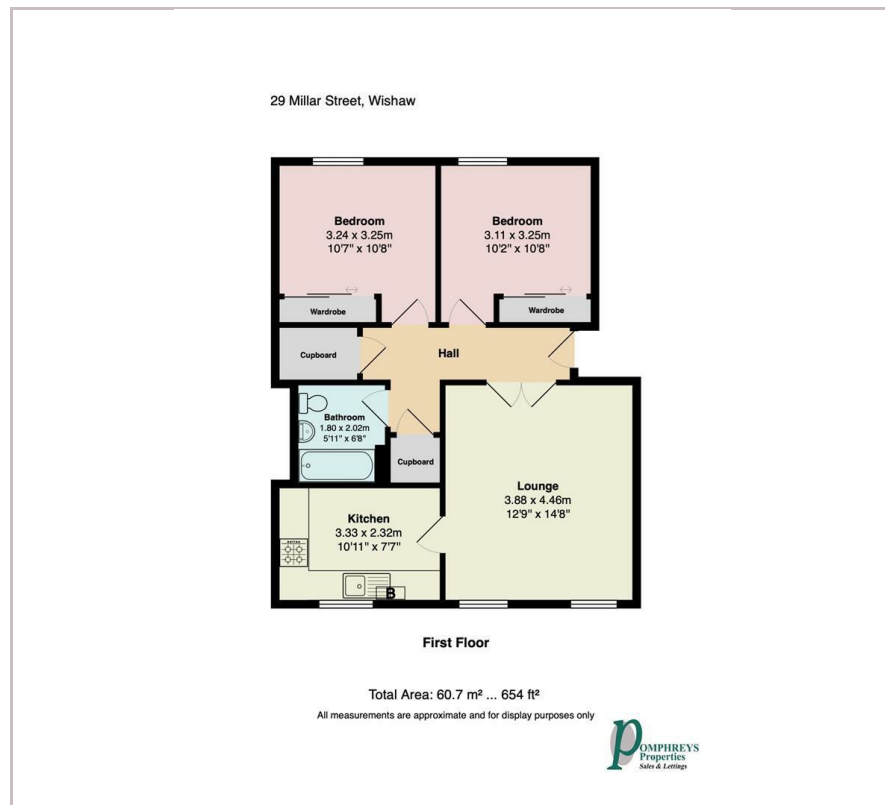 29 Millar Street, Wishaw
Bedroom
3.24 x 3.25m
10'7" x 10'8"
Bedroom
3.11 x 3.25m
10'2" x 10'8"
Wardrobe
Wardrobe
Cupboard
Hall
Bathroom
1.80 x 2.02m
5'11" x 6'8"
Cupboard
Lounge
3.88 x 4.46m
12'9" x 14'8"
Kitchen
3.33 x 2.32m
10'11" x 7'7"
B
First Floor
Total Area: 60.7 m² ... 654 ft²
All measurements are approximate and for display purposes only
POMPHREYS
Properties
Sales & Lettings